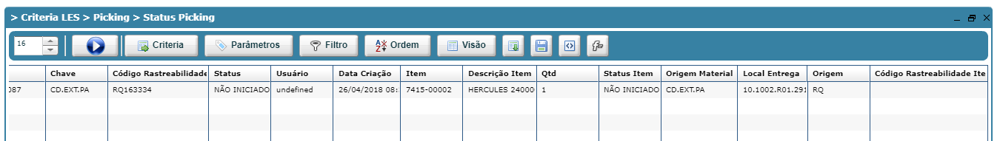 > Criteria LES > Picking > Status Picking
16 Criteria Parâmetros Filtro Ordem Visão
Chave Código Rastreabilidade Status Usuário Data Criação Item Descrição Item Qtd Status Item Origem Material Local Entrega Origem Código Rastreabilidade Ite
087 CD.EXT.PA RQ163334 NÃO INICIADO undefined 26/04/2018 08: 7415-00002 HERCULES 24000 1 NÃO INICIADO CD.EXT.PA 10.1002.R01.291 RQ